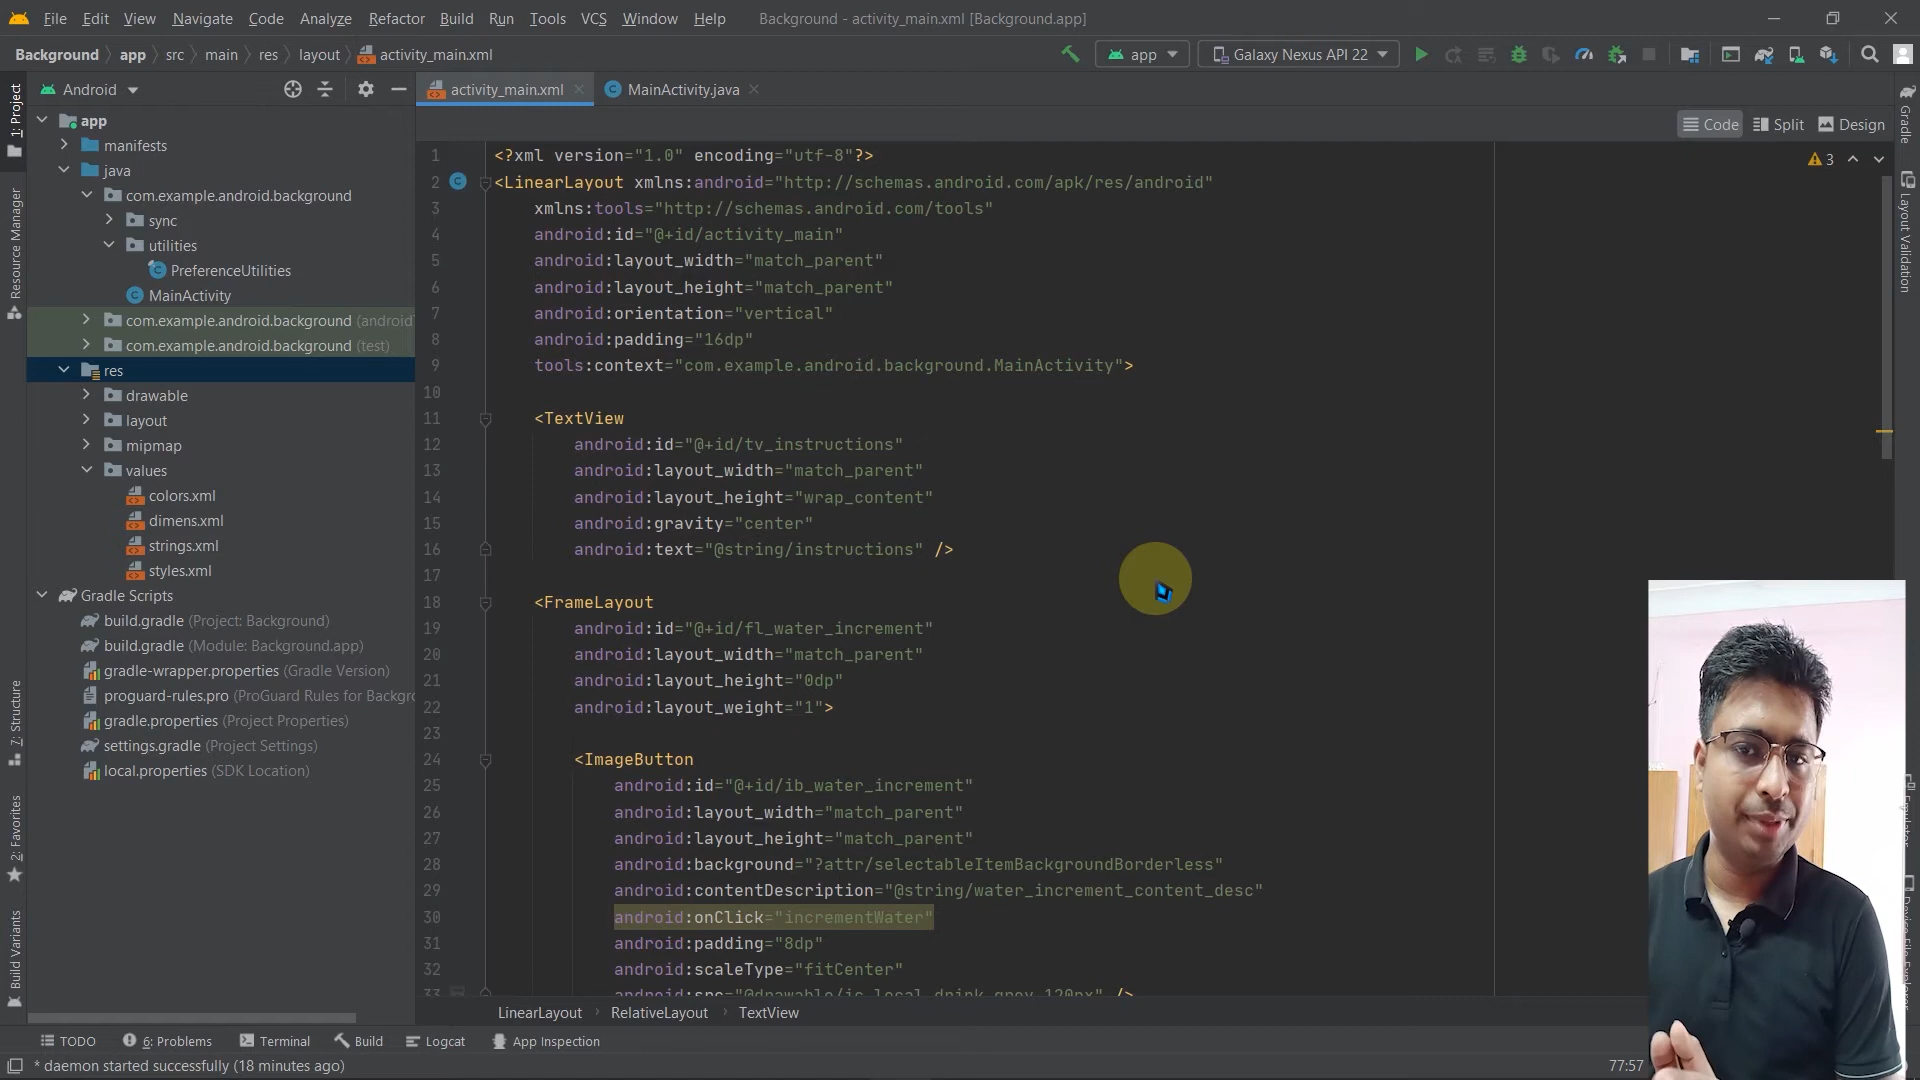 File Edit View Navigate Code Analyze Refactor Build Run Tools VCS Window Help Background - activity_main.xml [Background.app]
Background app src main res layout activity_main.xml app Galaxy Nexus API 22
1: Project
Resource Manager
7: Structure
2: Favorites
Build Variants
Android
app
manifests
java
com.example.android.background
sync
utilities
PreferenceUtilities
MainActivity
com.example.android.background (android
com.example.android.background (test)
res
drawable
layout
mipmap
values
colors.xml
dimens.xml
strings.xml
styles.xml
Gradle Scripts
build.gradle (Project: Background)
build.gradle (Module: Background.app)
gradle-wrapper.properties (Gradle Version)
proguard-rules.pro (ProGuard Rules for Backgro
gradle.properties (Project Properties)
settings.gradle (Project Settings)
local.properties (SDK Location)
activity_main.xml MainActivity.java
Code Split Design
3
1 <?xml version="1.0" encoding="utf-8"?>
2 <LinearLayout xmlns:android="http://schemas.android.com/apk/res/android"
3 xmlns:tools="http://schemas.android.com/tools"
4 android:id="@+id/activity_main"
5 android:layout_width="match_parent"
6 android:layout_height="match_parent"
7 android:orientation="vertical"
8 android:padding="16dp"
9 tools:context="com.example.android.background.MainActivity">
10
11 <TextView
12 android:id="@+id/tv_instructions"
13 android:layout_width="match_parent"
14 android:layout_height="wrap_content"
15 android:gravity="center"
16 android:text="@string/instructions" />
17
18 <FrameLayout
19 android:id="@+id/fl_water_increment"
20 android:layout_width="match_parent"
21 android:layout_height="0dp"
22 android:layout_weight="1">
23
24 <ImageButton
25 android:id="@+id/ib_water_increment"
26 android:layout_width="match_parent"
27 android:layout_height="match_parent"
28 android:background="?attr/selectableItemBackgroundBorderless"
29 android:contentDescription="@string/water_increment_content_desc"
30 android:onClick="incrementWater"
31 android:padding="8dp"
32 android:scaleType="fitCenter"
33 android:src="@drawable/ic_local_drink_grey_120px" />
LinearLayout RelativeLayout TextView
Gradle
Layout Validation
TODO 6: Problems Terminal Build Logcat App Inspection
* daemon started successfully (18 minutes ago) 77:57